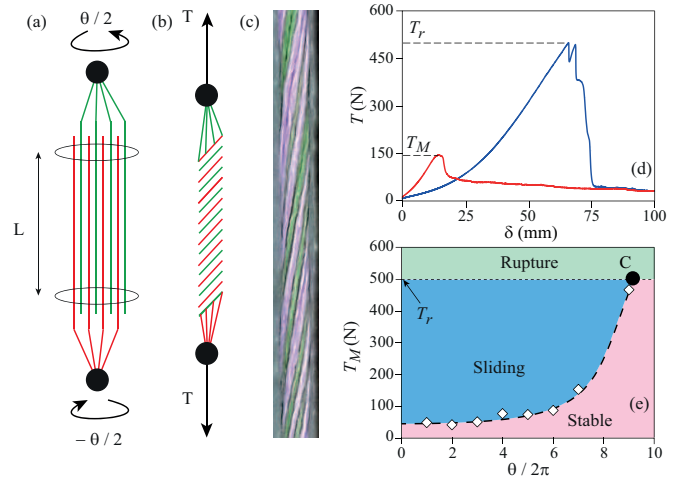 (a)
θ / 2
L
− θ / 2
(b)
T
T
(c)
600
450
300
150
0
T (N)
T_r
T_M
(d)
0
25
50
75
100
δ (mm)
600
500
400
300
200
100
0
T_M (N)
Rupture
C
T_r
Sliding
(e)
Stable
0
2
4
6
8
10
θ / 2π